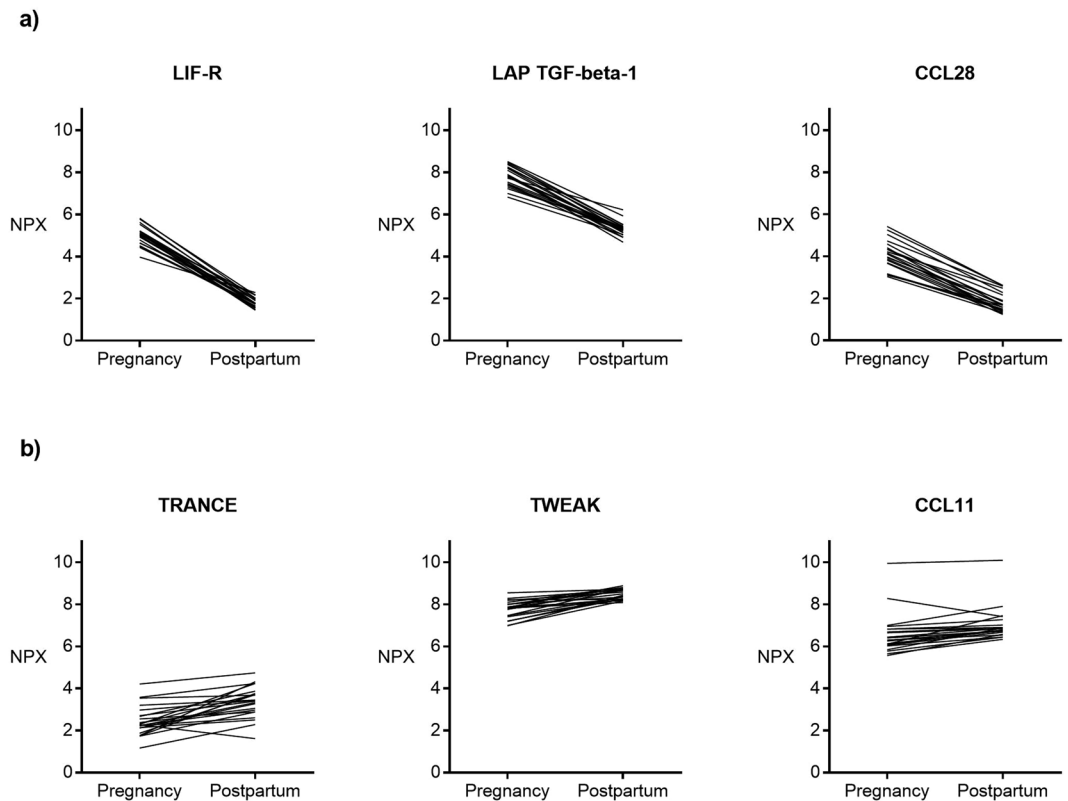 a)
LIF-R
LAP TGF-beta-1
CCL28
10
8
6
4
2
0
NPX
Pregnancy
Postpartum
10
8
6
4
2
0
NPX
Pregnancy
Postpartum
10
8
6
4
2
0
NPX
Pregnancy
Postpartum
b)
TRANCE
TWEAK
CCL11
10
8
6
4
2
0
NPX
Pregnancy
Postpartum
10
8
6
4
2
0
NPX
Pregnancy
Postpartum
10
8
6
4
2
0
NPX
Pregnancy
Postpartum